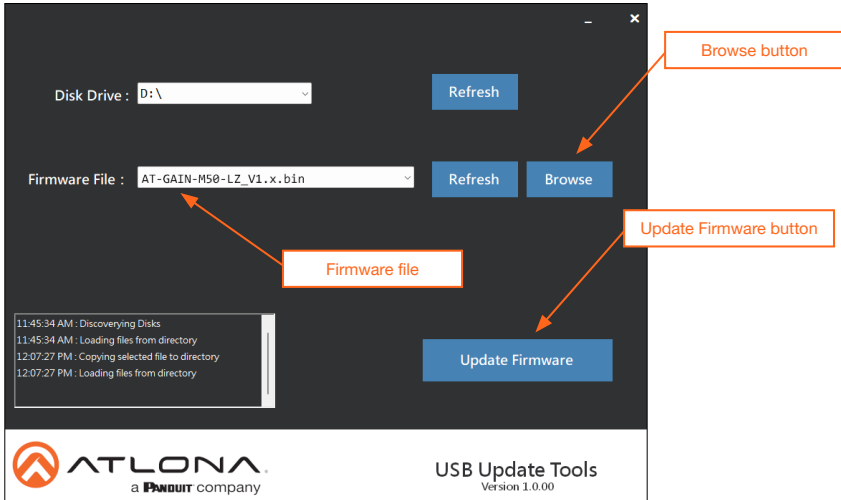 Browse button
Disk Drive : D:\ Refresh
Firmware File : AT-GAIN-M50-LZ_V1.x.bin Refresh Browse
Update Firmware button
Firmware file
11:45:34 AM : Discoverying Disks
11:45:34 AM : Loading files from directory
12:07:27 PM : Copying selected file to directory
12:07:27 PM : Loading files from directory
Update Firmware
ATLONA.
a PANDUIT company
USB Update Tools
Version 1.0.00